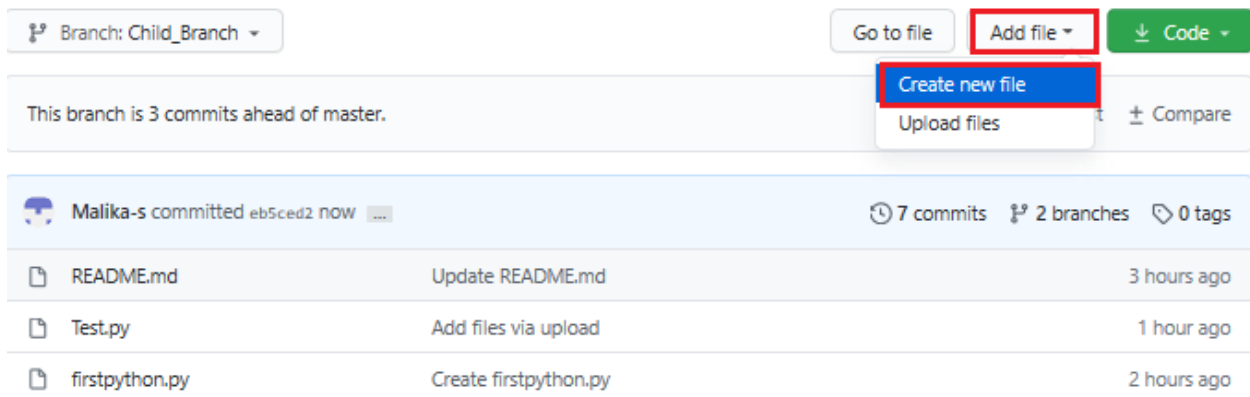 Branch: Child_Branch Go to file Add file Code
Create new file
This branch is 3 commits ahead of master. Compare
Upload files
Malika-s committed eb5ced2 now ... 7 commits 2 branches 0 tags
README.md Update README.md 3 hours ago
Test.py Add files via upload 1 hour ago
firstpython.py Create firstpython.py 2 hours ago